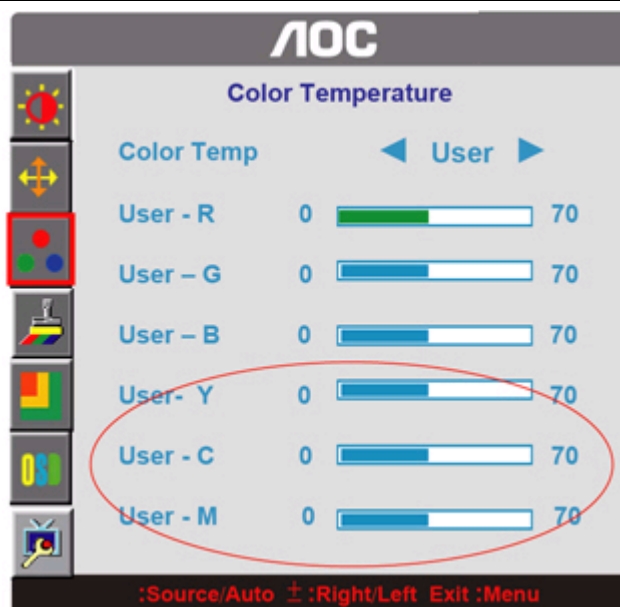 AOC
Color Temperature
Color Temp ◀ User ▶
User - R 0 70
User – G 0 70
User – B 0 70
User- Y 0 70
User - C 0 70
User - M 0 70
OSD
:Source/Auto ± :Right/Left Exit :Menu